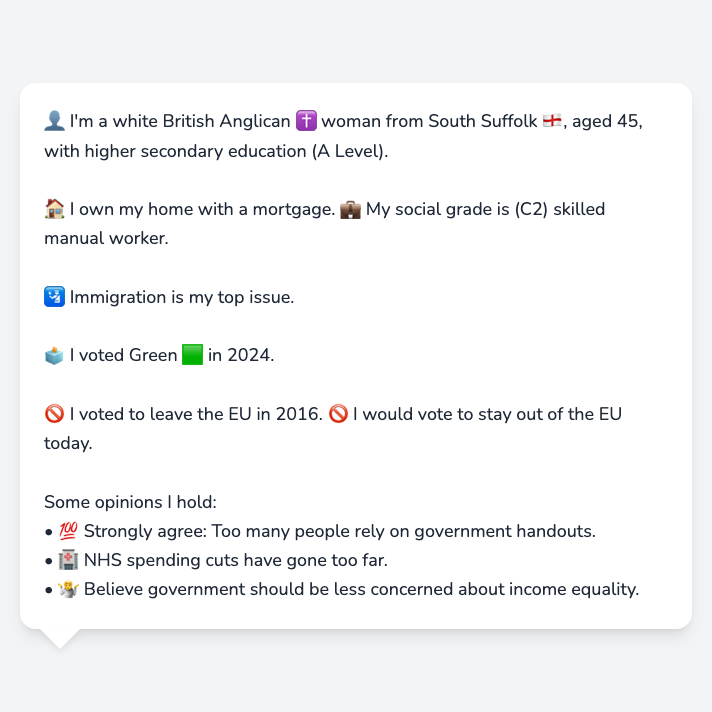 👤 I'm a white British Anglican ✝️ woman from South Suffolk 🏴󠁧󠁢󠁥󠁮󠁧󠁿, aged 45,
with higher secondary education (A Level).
🏠 I own my home with a mortgage. 💼 My social grade is (C2) skilled
manual worker.
🛂 Immigration is my top issue.
🗳️ I voted Green 🟩 in 2024.
🚫 I voted to leave the EU in 2016. 🚫 I would vote to stay out of the EU
today.
Some opinions I hold:
• 💯 Strongly agree: Too many people rely on government handouts.
• 🏥 NHS spending cuts have gone too far.
• 🤷 Believe government should be less concerned about income equality.